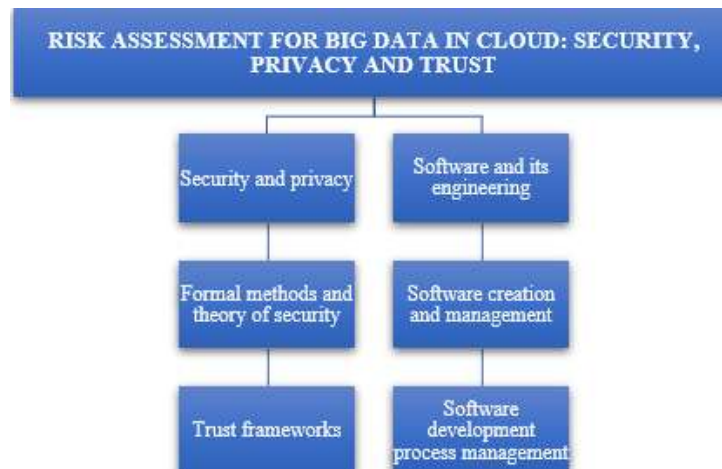 RISK ASSESSMENT FOR BIG DATA IN CLOUD: SECURITY,
PRIVACY AND TRUST
Security and privacy
Software and its
engineering
Formal methods and
theory of security
Software creation
and management
Trust frameworks
Software
development
process management